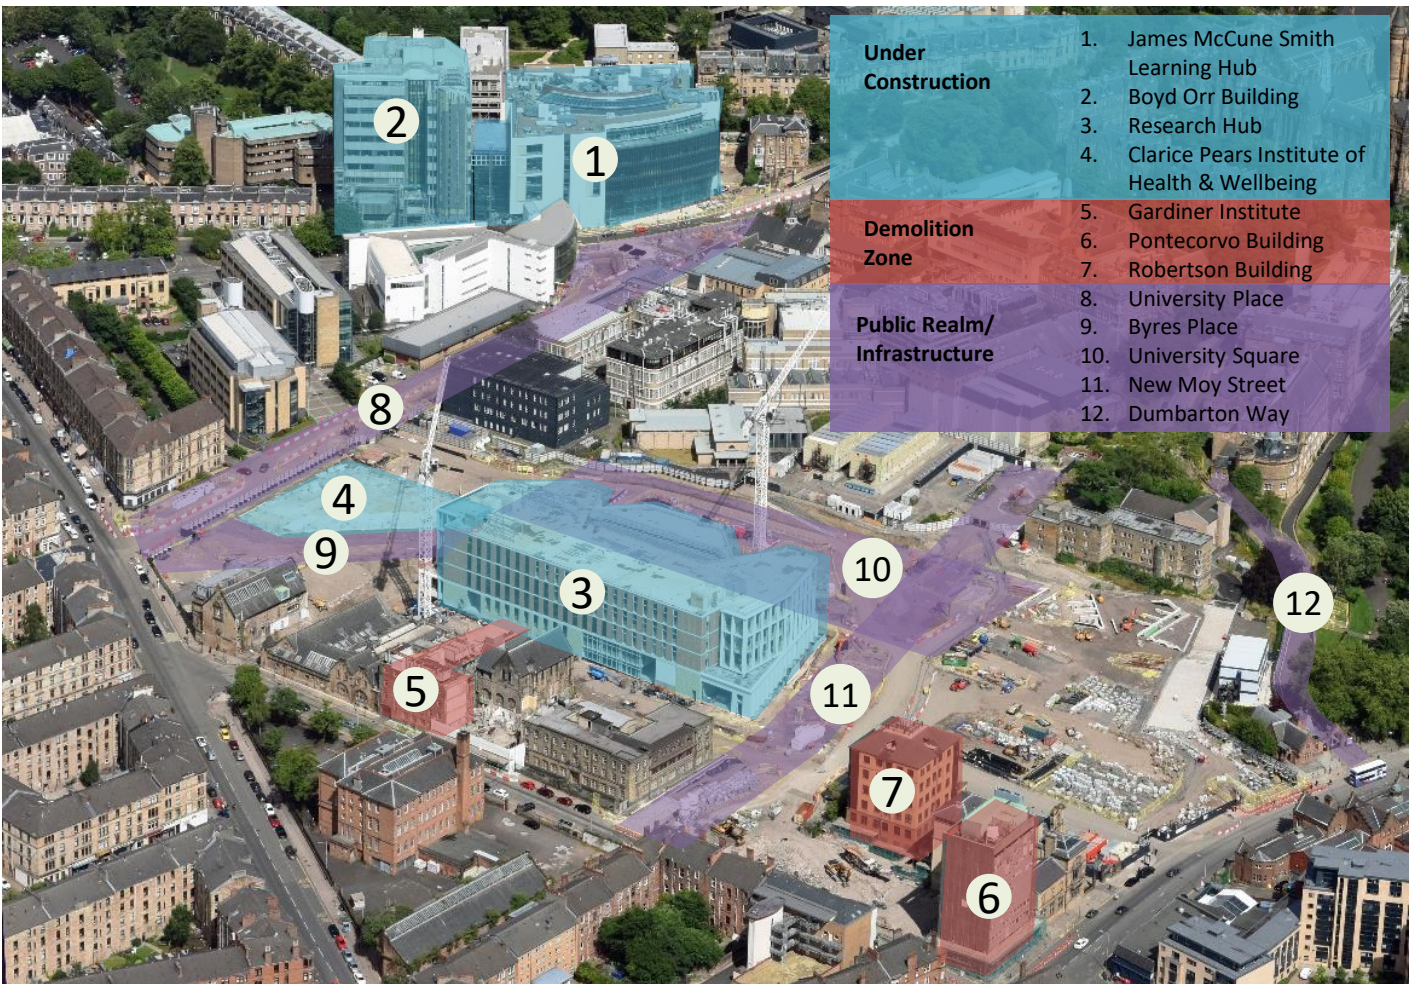 Under
Construction
1. James McCune Smith
Learning Hub
2. Boyd Orr Building
3. Research Hub
4. Clarice Pears Institute of
Health & Wellbeing
Demolition
Zone
5. Gardiner Institute
6. Pontecorvo Building
7. Robertson Building
Public Realm/
Infrastructure
8. University Place
9. Byres Place
10. University Square
11. New Moy Street
12. Dumbarton Way
2
1
8
4
9
3
10
12
5
11
7
6